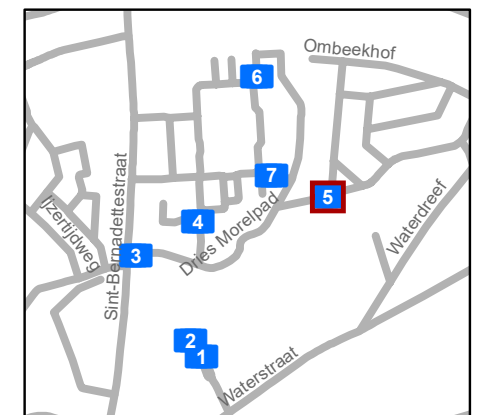 Ombeekhof
6
7
5
4
Dries Morelpad
Waterdreef
Ijzertijdweg
Sint-Bernadettestraat
3
2
1
Waterstraat